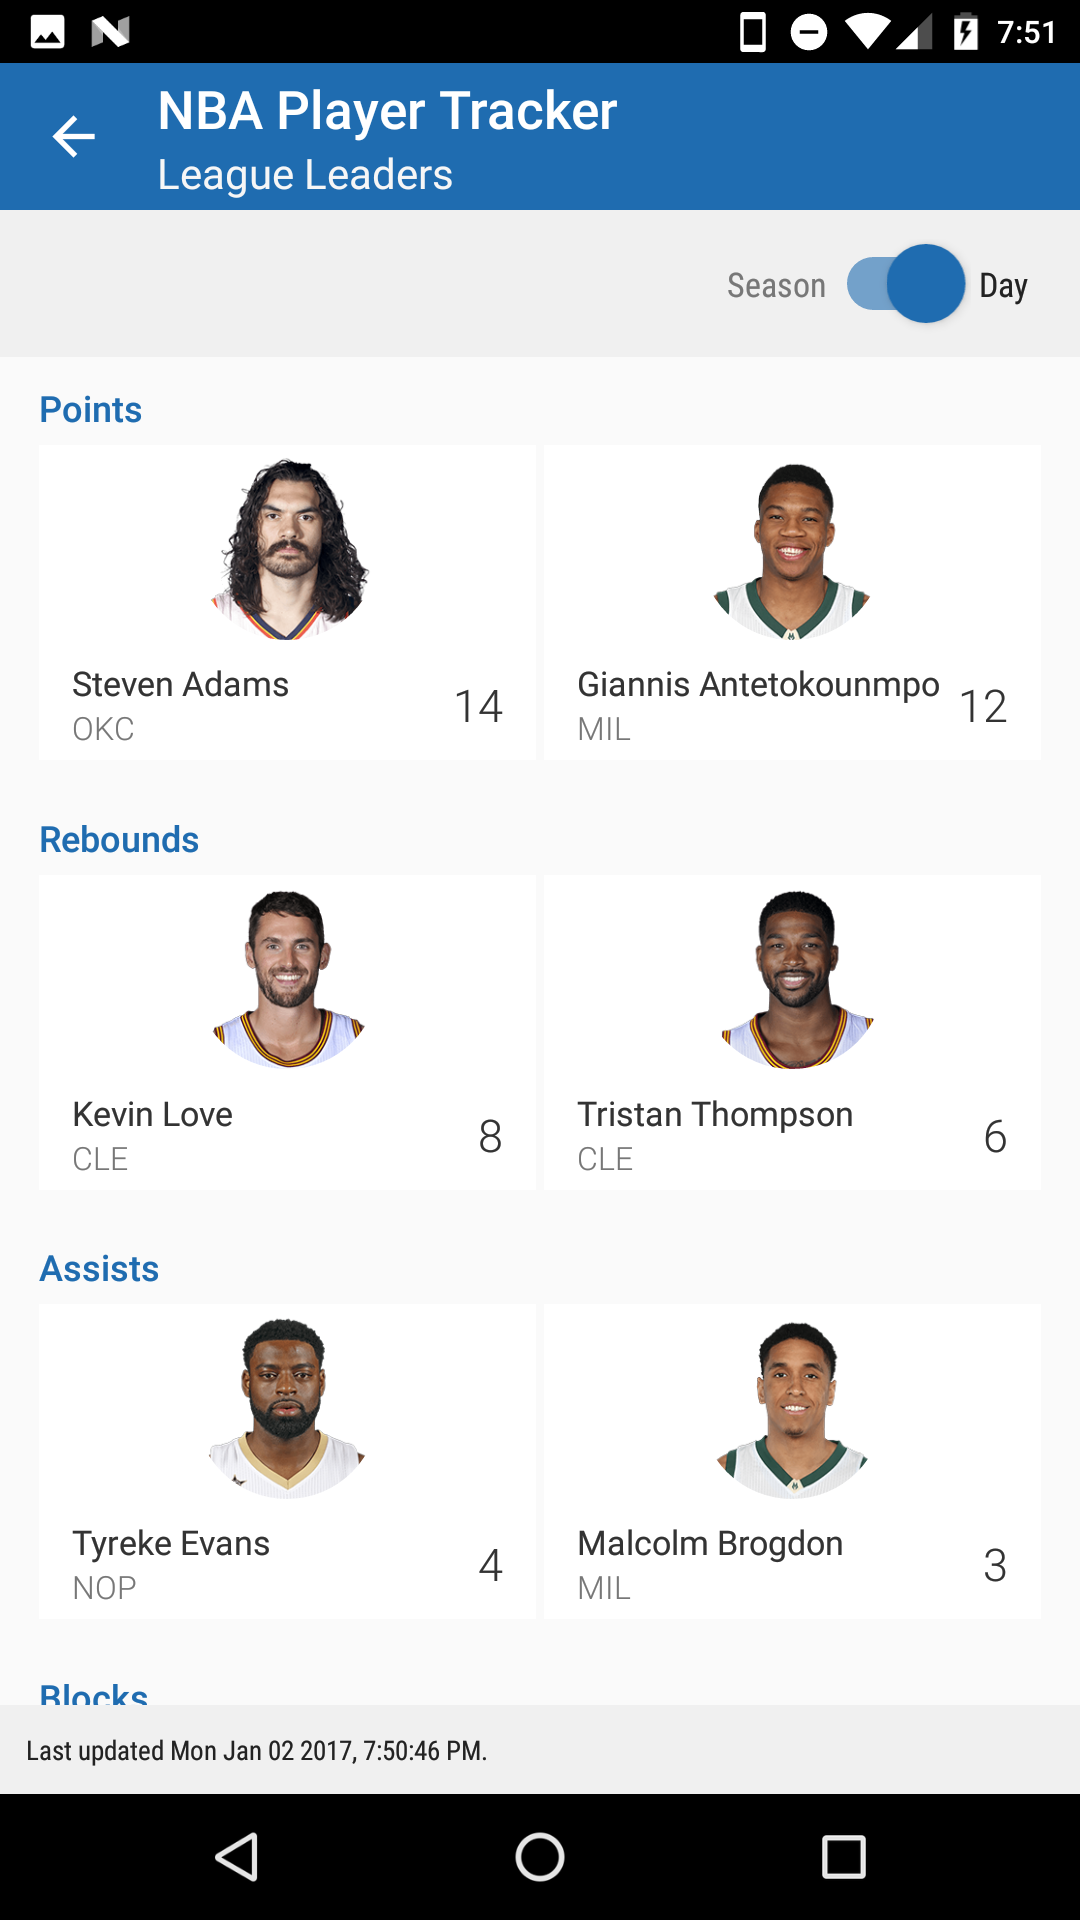 7:51
NBA Player Tracker
League Leaders
Season Day
Points
Steven Adams
OKC
14
Giannis Antetokounmpo
MIL
12
Rebounds
Kevin Love
CLE
8
Tristan Thompson
CLE
6
Assists
Tyreke Evans
NOP
4
Malcolm Brogdon
MIL
3
Blocks
Last updated Mon Jan 02 2017, 7:50:46 PM.